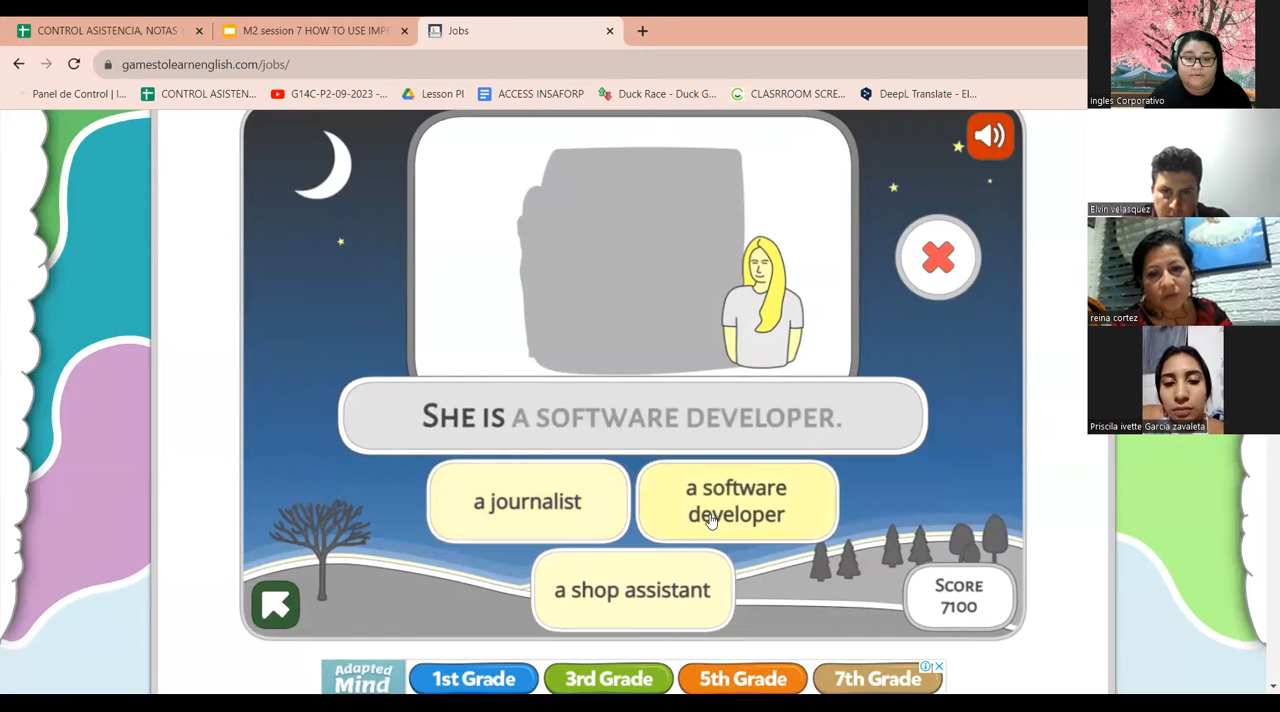 CONTROL ASISTENCIA, NOTAS Y
M2 session 7 HOW TO USE IMPE
Jobs
gamestolearnenglish.com/jobs/
Panel de Control | I...
CONTROL ASISTEN...
G14C-P2-09-2023 -...
Lesson Pl
ACCESS INSAFORP
Duck Race - Duck G...
CLASRROOM SCRE...
DeepL Translate - El...
Ingles Corporativo
Elvin velasquez
reina cortez
Priscila ivette Garcia zavaleta
SHE IS A SOFTWARE DEVELOPER.
a journalist
a software
developer
a shop assistant
SCORE
7100
Adapted
Mind
1st Grade
3rd Grade
5th Grade
7th Grade